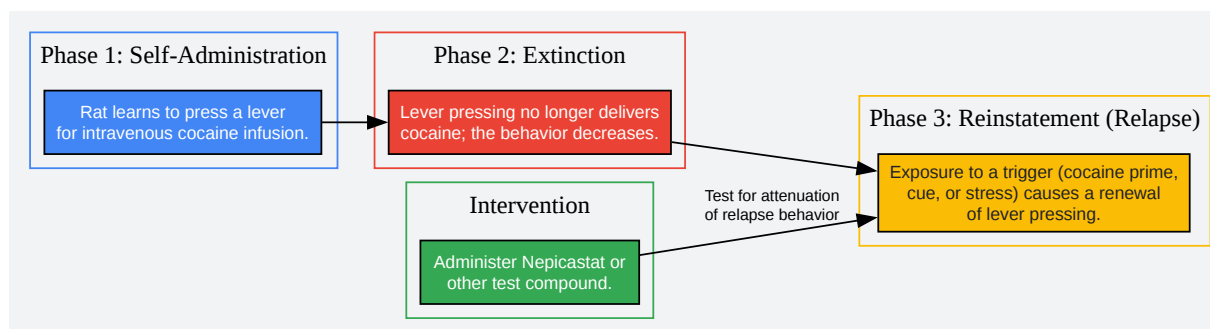 Phase 1: Self-Administration
Rat learns to press a lever
for intravenous cocaine infusion.
Phase 2: Extinction
Lever pressing no longer delivers
cocaine; the behavior decreases.
Phase 3: Reinstatement (Relapse)
Exposure to a trigger (cocaine prime,
cue, or stress) causes a renewal
of lever pressing.
Intervention
Administer Nepicastat or
other test compound.
Test for attenuation
of relapse behavior